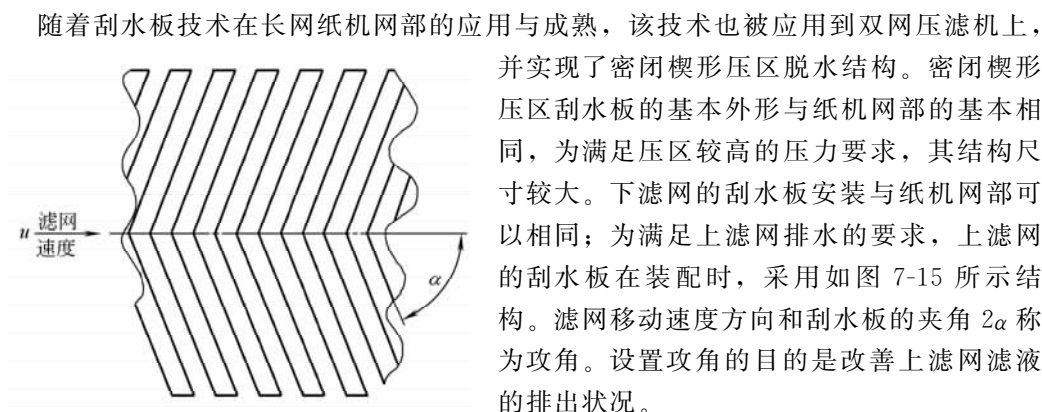 随着刮水板技术在长网纸机网部的应用与成熟，该技术也被应用到双网压滤机上，
并实现了密闭楔形压区脱水结构。密闭楔形
压区刮水板的基本外形与纸机网部的基本相
同，为满足压区较高的压力要求，其结构尺
寸较大。下滤网的刮水板安装与纸机网部可
以相同；为满足上滤网排水的要求，上滤网
的刮水板在装配时，采用如图 7-15 所示结
构。滤网移动速度方向和刮水板的夹角 2α 称
为攻角。设置攻角的目的是改善上滤网滤液
的排出状况。
u 滤网
速度
α